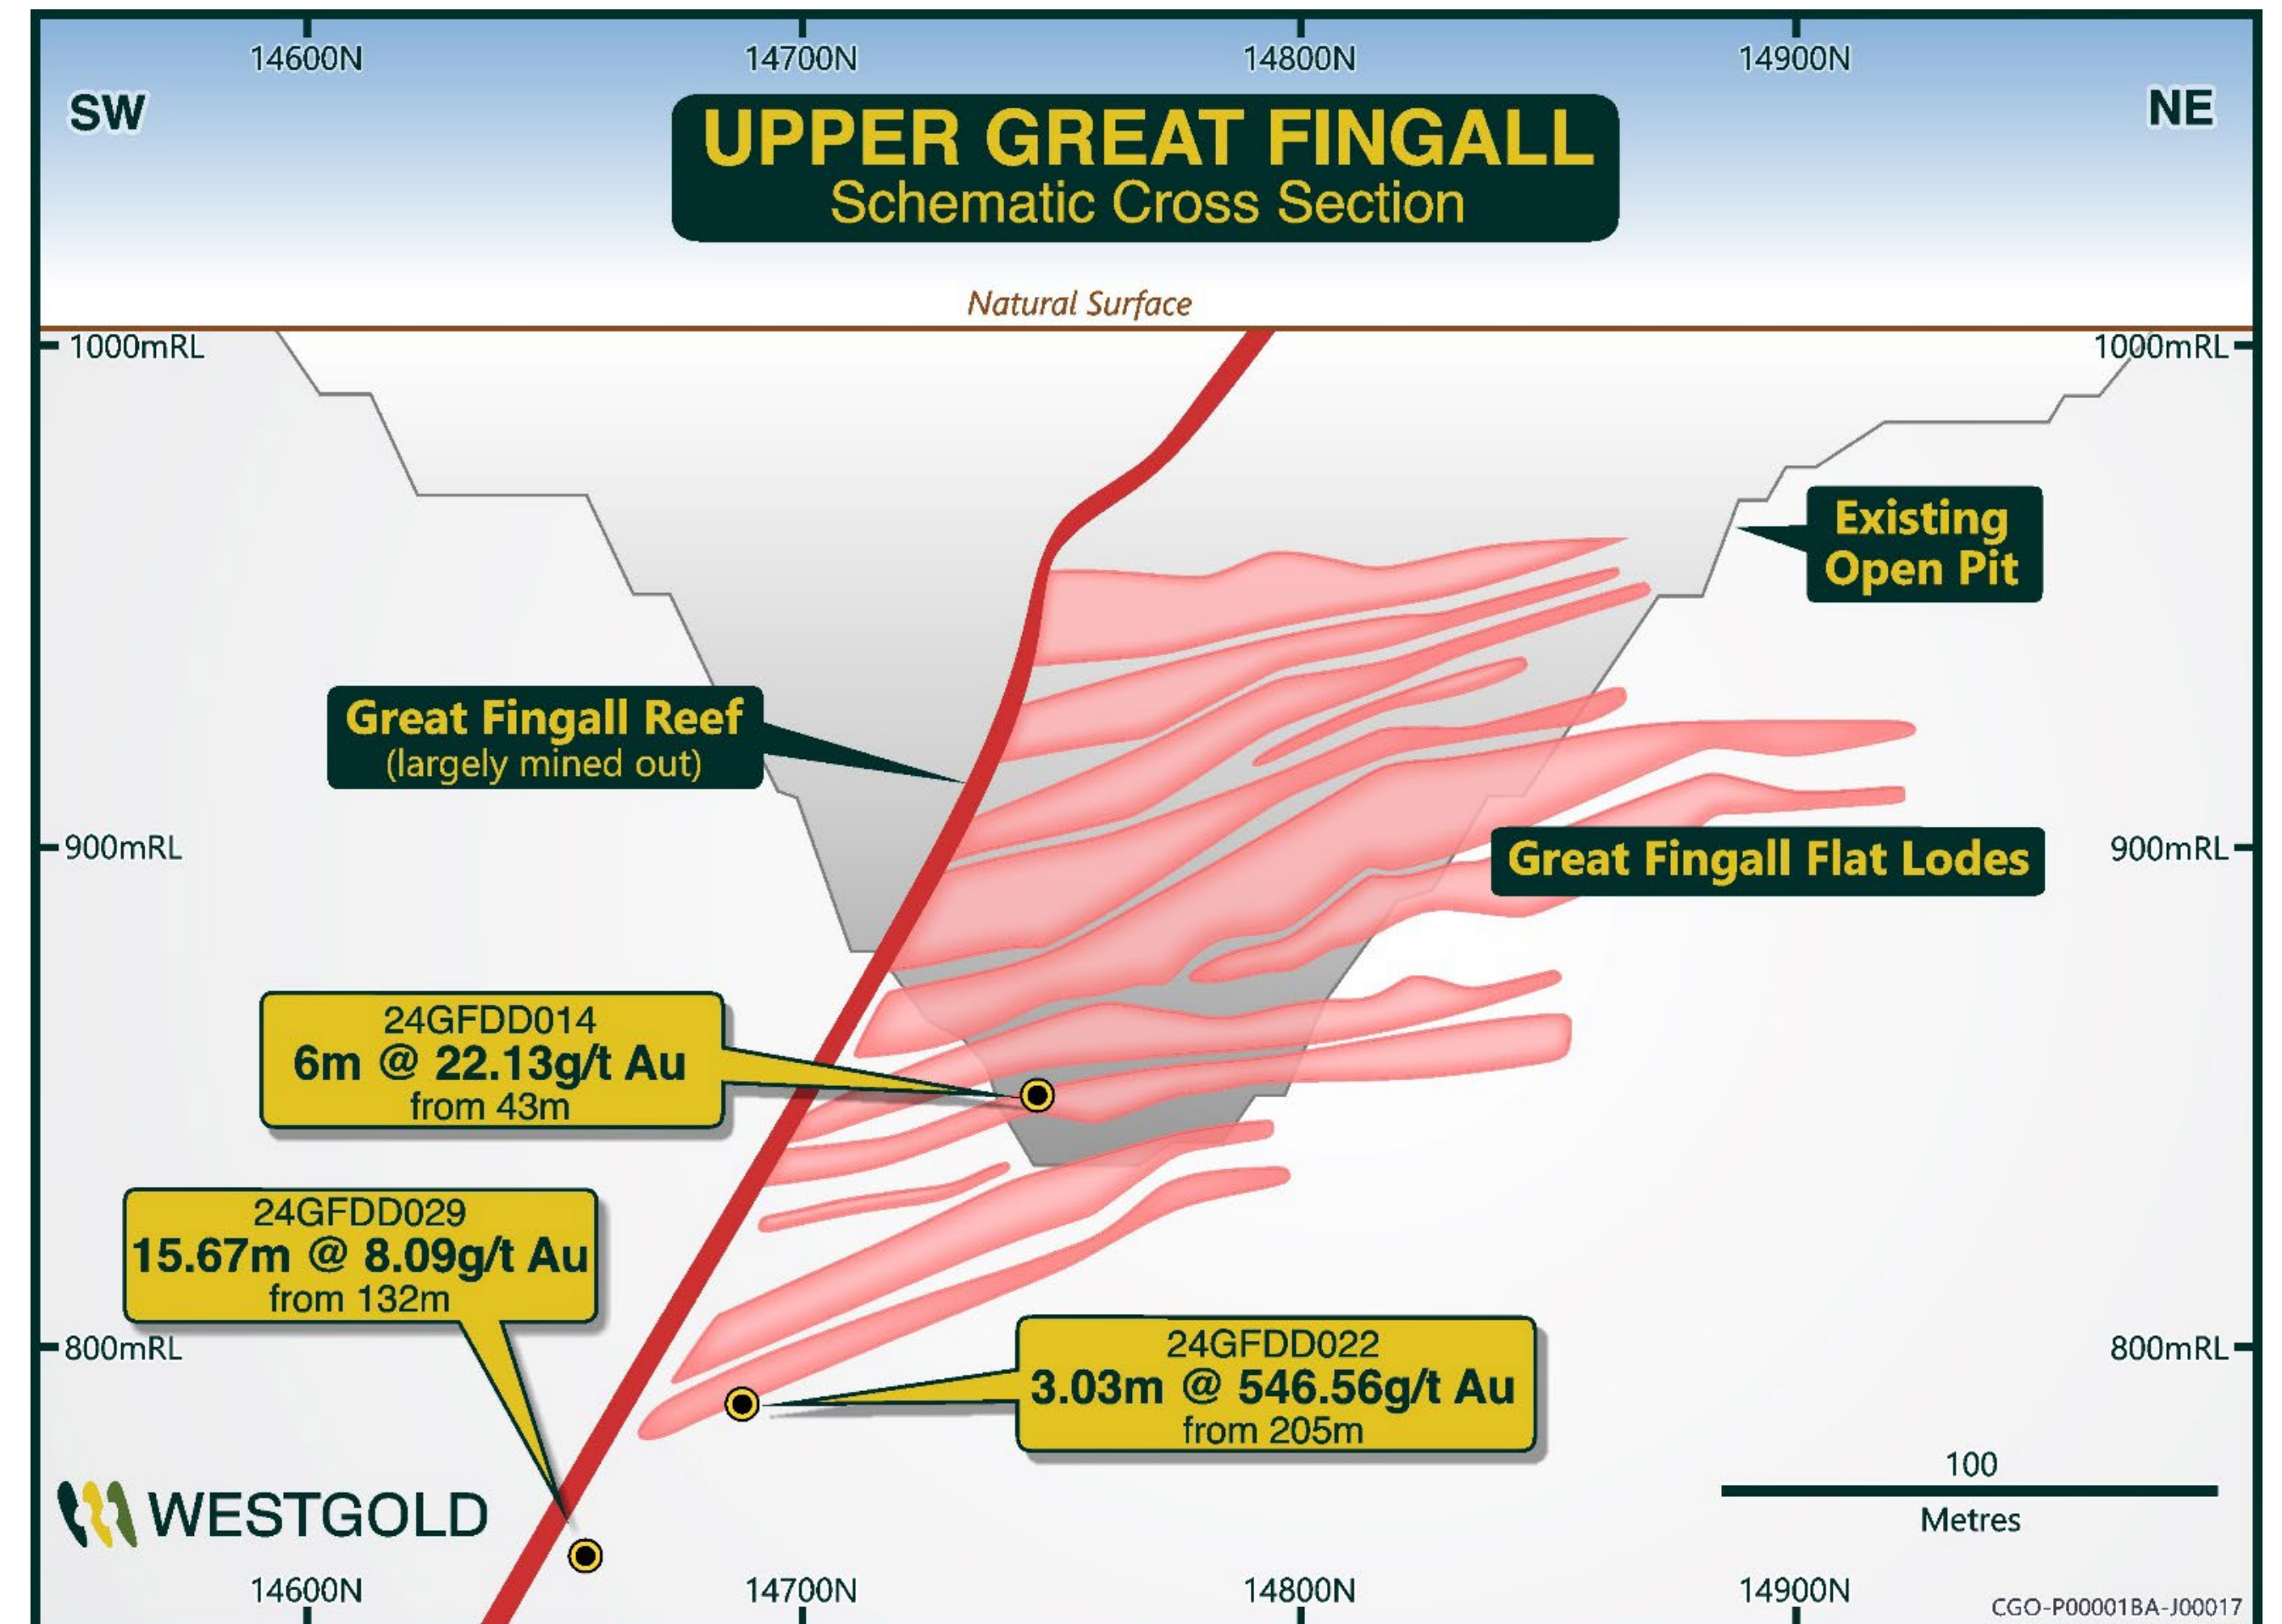 14600N
14700N
14800N
14900N
SW
NE
UPPER GREAT FINGALL
Schematic Cross Section
Natural Surface
1000mRL
1000mRL
Existing
Open Pit
Great Fingall Reef
(largely mined out)
900mRL
900mRL
Great Fingall Flat Lodes
24GFDD014
6m @ 22.13g/t Au
from 43m
24GFDD029
15.67m @ 8.09g/t Au
from 132m
800mRL
800mRL
24GFDD022
3.03m @ 546.56g/t Au
from 205m
100
Metres
WESTGOLD
14600N
14700N
14800N
14900N
CGO-P00001BA-J00017